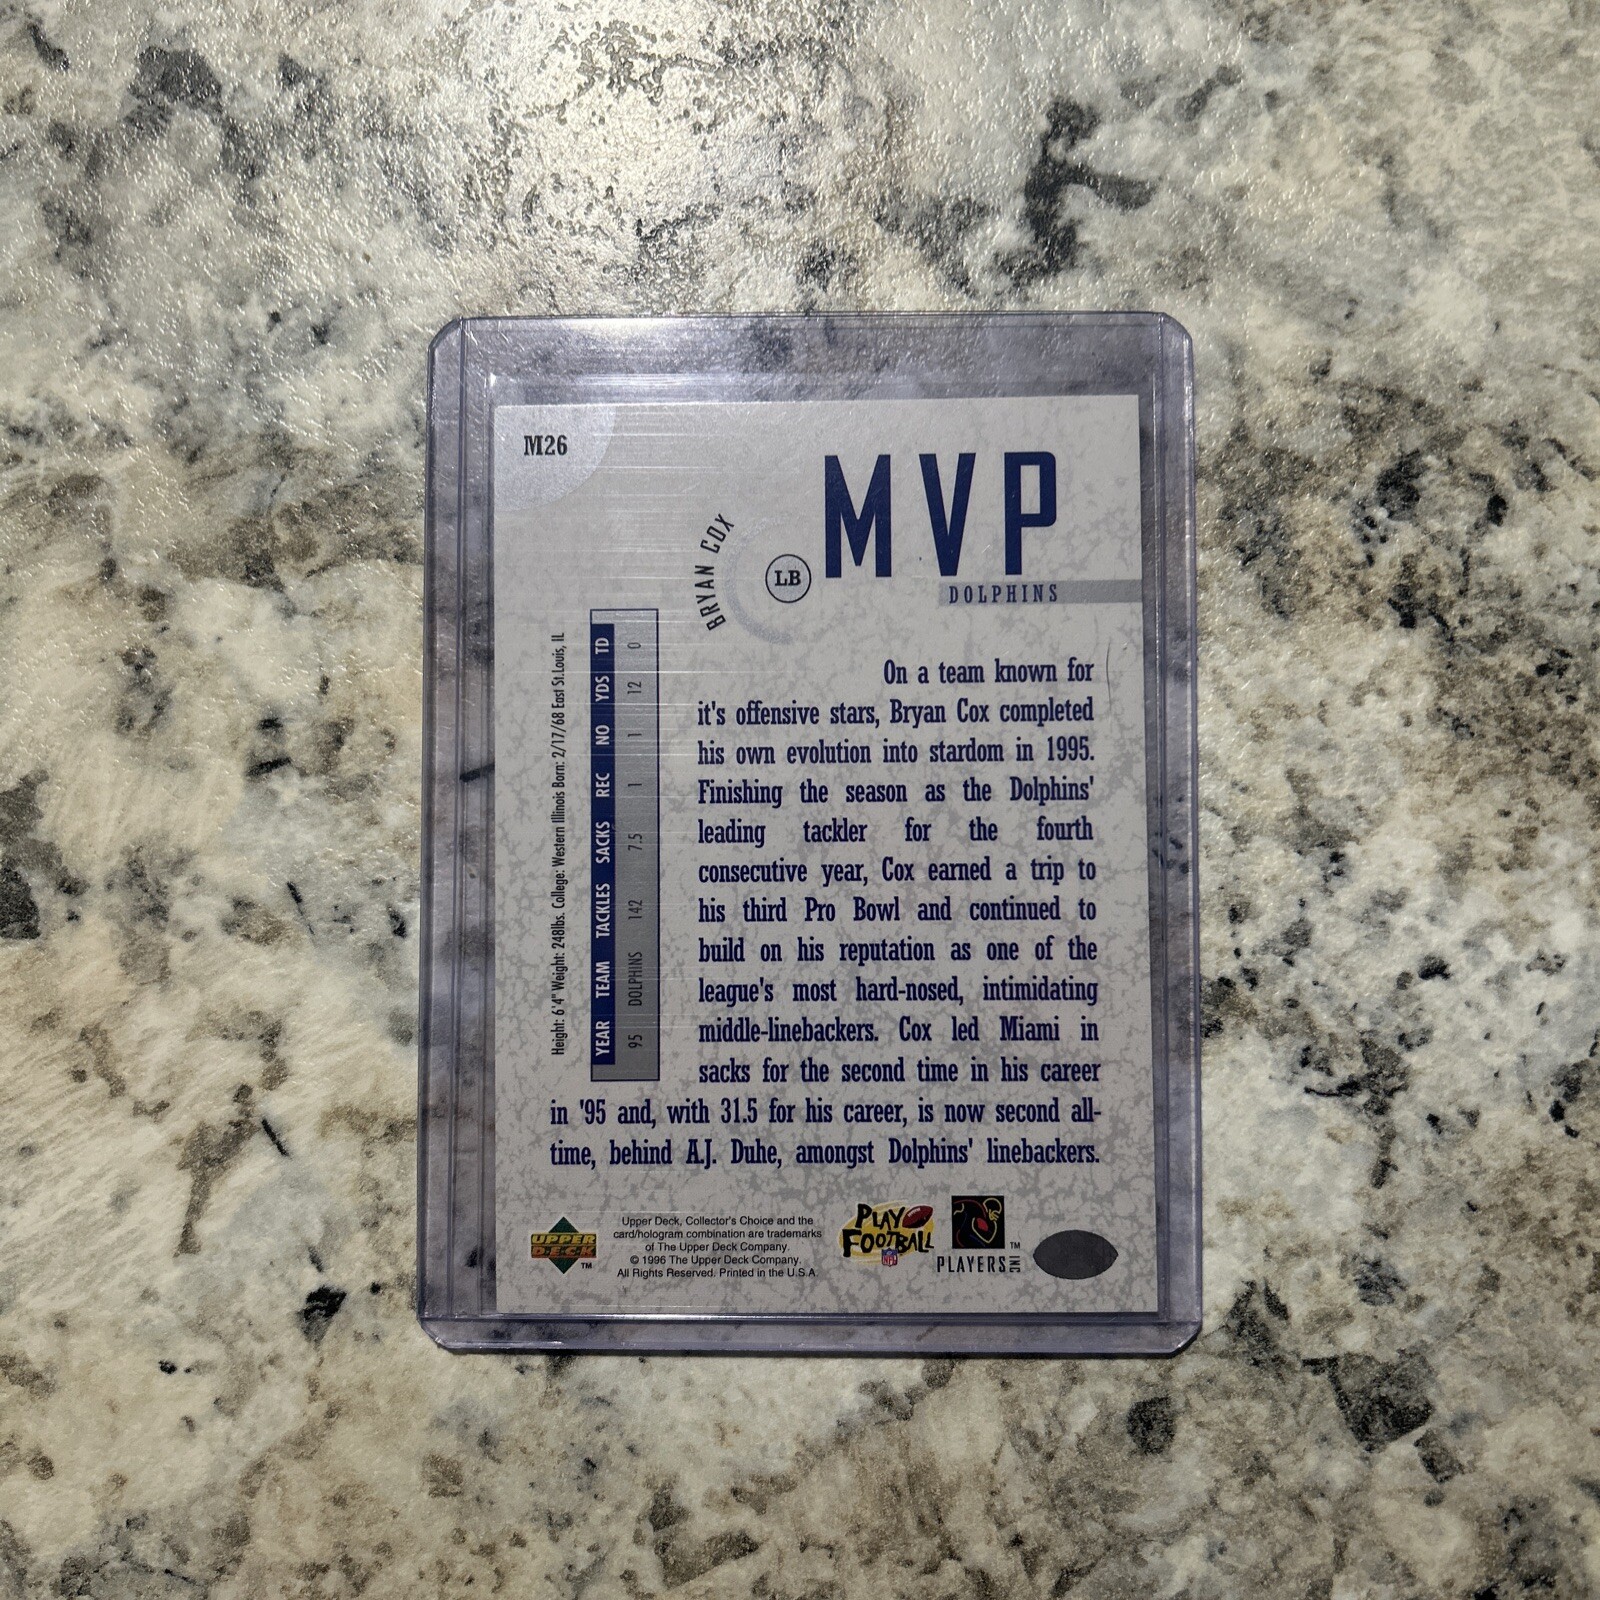 M26
MVP
BRYAN COX
LB
DOLPHINS
Height: 6'4" Weight: 248lbs. College: Western Illinois Born: 2/17/68 East St.Louis, IL
YEAR TEAM TACKLES SACKS REC NO YDS TD
95 DOLPHINS 142 7.5 1 1 12 0
On a team known for
it's offensive stars, Bryan Cox completed
his own evolution into stardom in 1995.
Finishing the season as the Dolphins'
leading tackler for the fourth
consecutive year, Cox earned a trip to
his third Pro Bowl and continued to
build on his reputation as one of the
league's most hard-nosed, intimidating
middle-linebackers. Cox led Miami in
sacks for the second time in his career
in '95 and, with 31.5 for his career, is now second all-
time, behind A.J. Duhe, amongst Dolphins' linebackers.
UPPER
DECK
TM
Upper Deck, Collector's Choice and the
card/hologram combination are trademarks
of The Upper Deck Company.
© 1996 The Upper Deck Company.
All Rights Reserved. Printed in the U.S.A.
PLAY
FOOTBALL
NFL
TM
PLAYERS INC